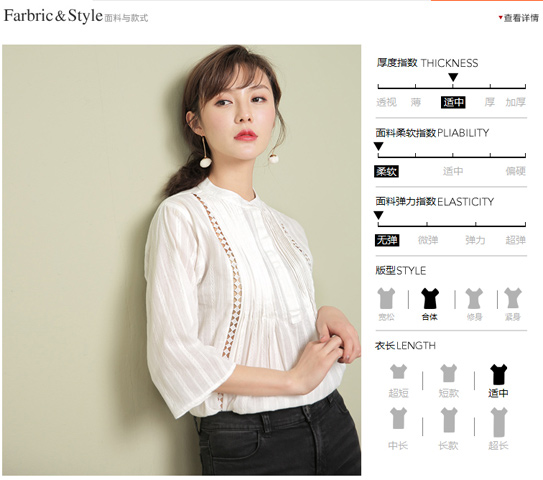 Farbric & Style 面料与款式
查看详情
厚度指数 THICKNESS
透视 薄 适中 厚 加厚
面料柔软指数PLIABILITY
柔软 适中 偏硬
面料弹力指数ELASTICITY
无弹 微弹 弹力 超弹
版型STYLE
宽松 合体 修身 紧身
衣长LENGTH
超短 短款 适中
中长 长款 超长